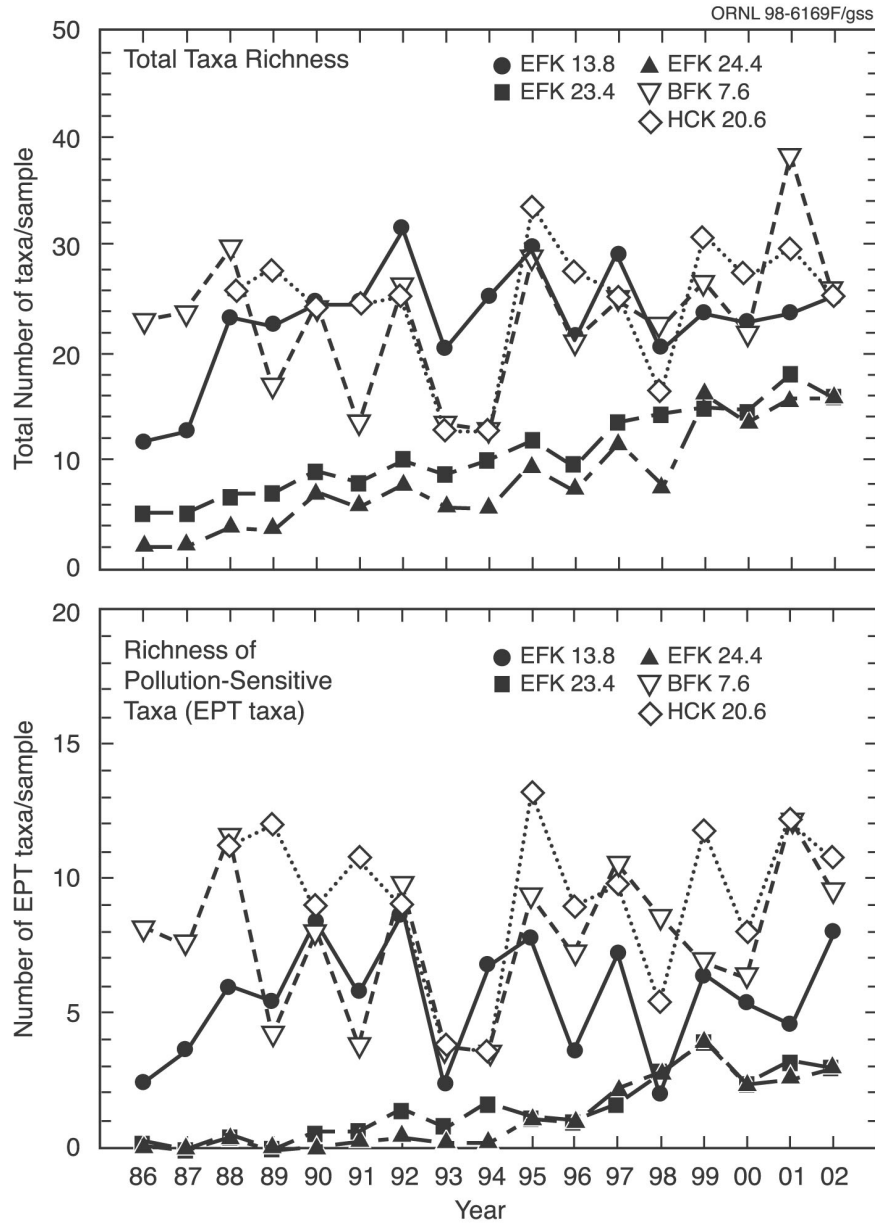 ORNL 98-6169F/gss
50
40
30
20
10
0
Total Number of taxa/sample
Total Taxa Richness
EFK 13.8
EFK 23.4
EFK 24.4
BFK 7.6
HCK 20.6
20
15
10
5
0
Number of EPT taxa/sample
Richness of
Pollution-Sensitive
Taxa (EPT taxa)
EFK 13.8
EFK 23.4
EFK 24.4
BFK 7.6
HCK 20.6
86 87 88 89 90 91 92 93 94 95 96 97 98 99 00 01 02
Year